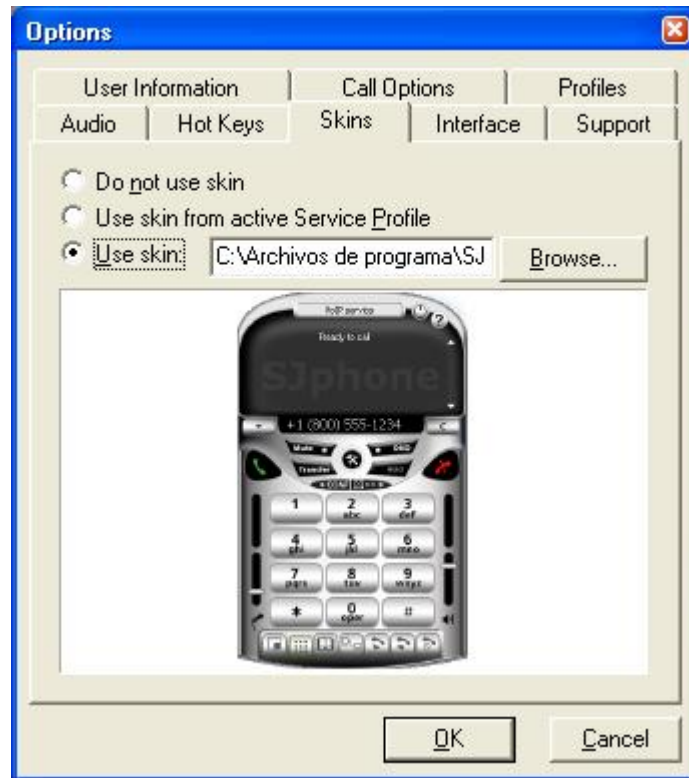 Options
User Information Call Options Profiles
Audio Hot Keys Skins Interface Support
Do not use skin
Use skin from active Service Profile
Use skin: C:\Archivos de programa\SJ Browse...
VoIP service
?
Ready to call
SJphone
+1 (800) 555-1234 C
Mute DND
Transfer
1 2 abc 3 def
4 ghi 5 jkl 6 mno
7 pqrs 8 tuv 9 wxyz
* 0 oper #
OK Cancel